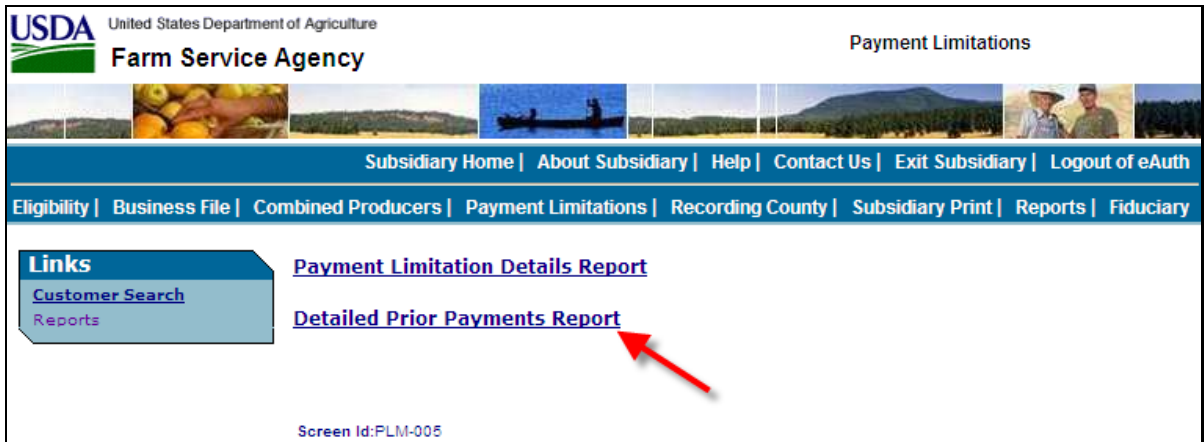 USDA United States Department of Agriculture
Farm Service Agency
Payment Limitations
Subsidiary Home | About Subsidiary | Help | Contact Us | Exit Subsidiary | Logout of eAuth
Eligibility | Business File | Combined Producers | Payment Limitations | Recording County | Subsidiary Print | Reports | Fiduciary
Links
Customer Search
Reports
Payment Limitation Details Report
Detailed Prior Payments Report
Screen Id:PLM-005